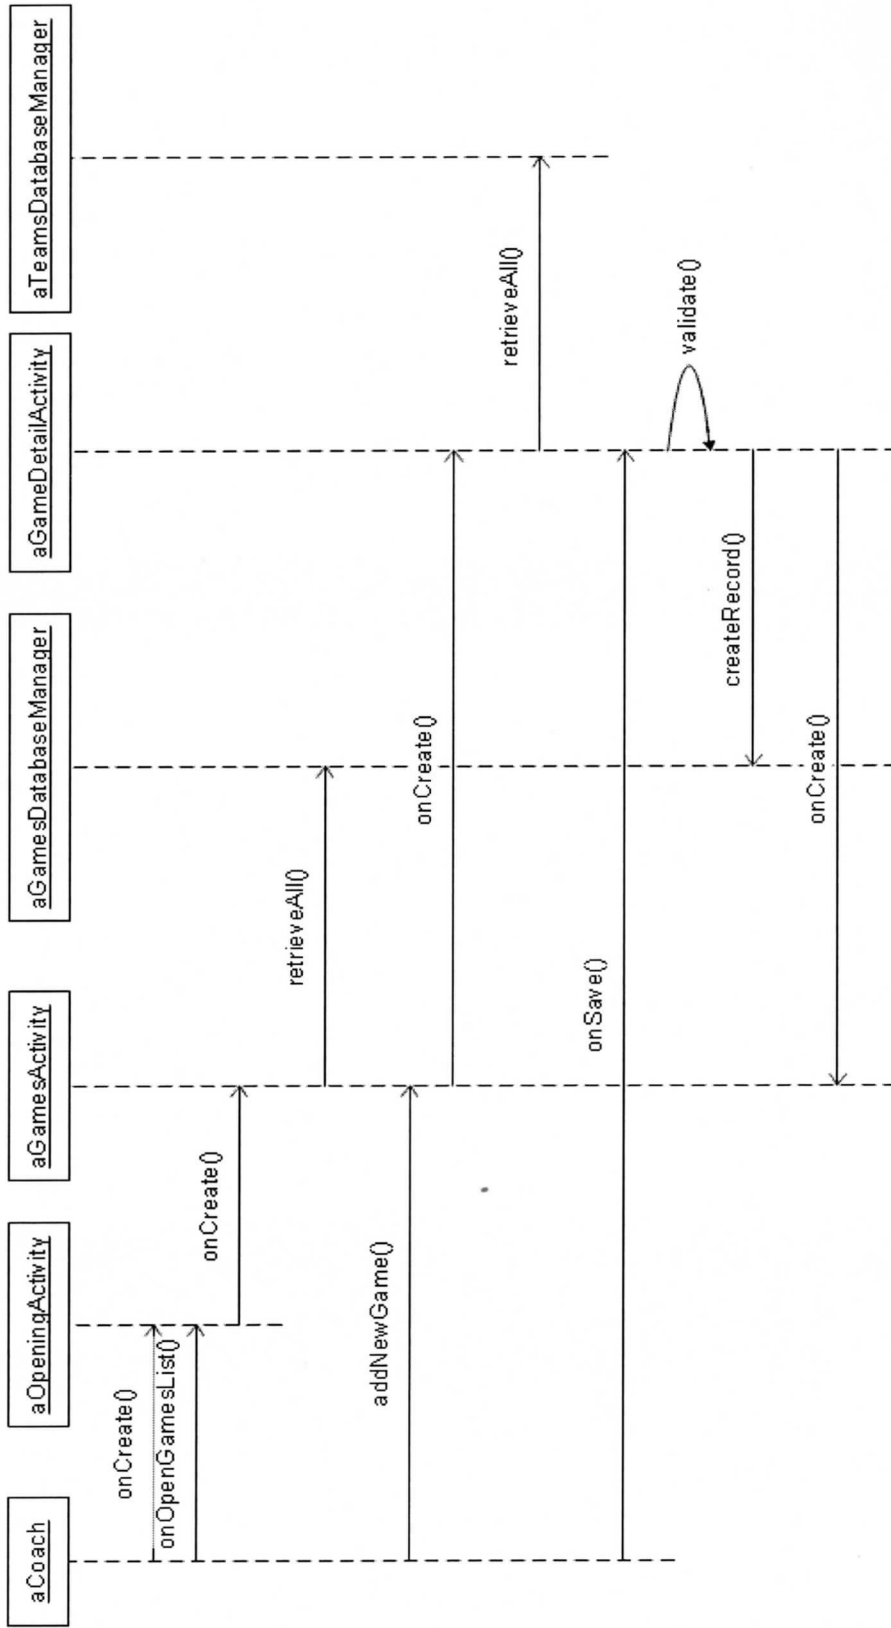 aCoach
aOpeningActivity
aGamesActivity
aGamesDatabaseManager
aGameDetailActivity
aTeamsDatabaseManager
onCreate()
onOpenGamesList()
onCreate()
retrieveAll()
addNewGame()
onCreate()
retrieveAll()
onSave()
validate()
createRecord()
onCreate()